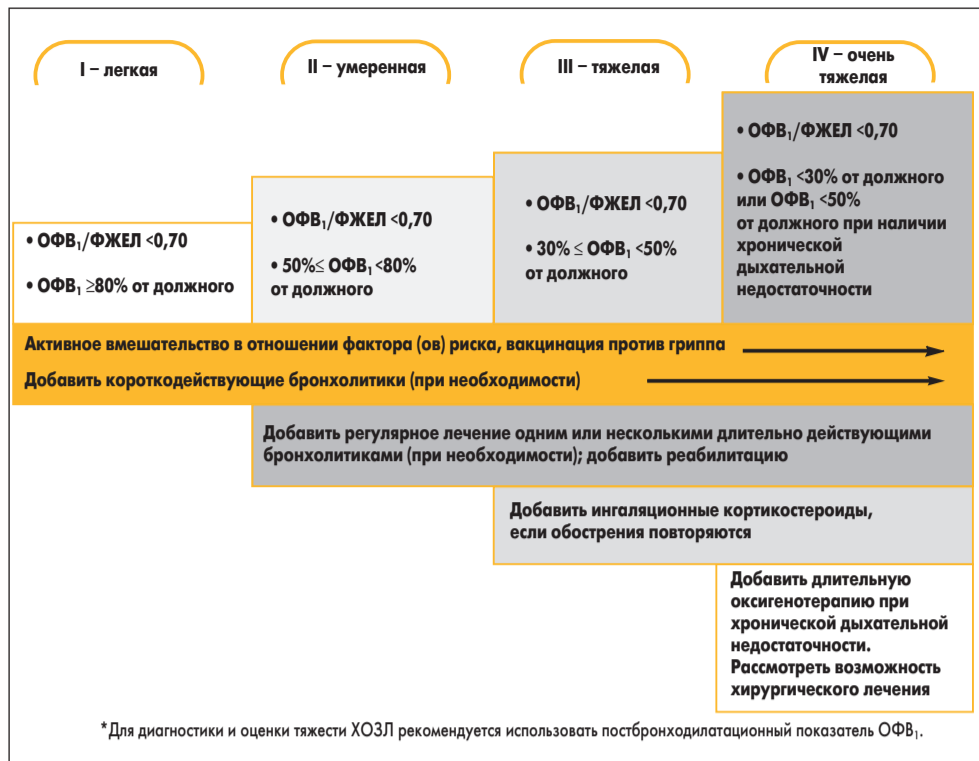 I – легкая
II – умеренная
III – тяжелая
IV – очень
тяжелая
• ОФВ₁/ФЖЕЛ <0,70
• ОФВ₁ ≥80% от должного
• ОФВ₁/ФЖЕЛ <0,70
• 50%≤ ОФВ₁ <80%
от должного
• ОФВ₁/ФЖЕЛ <0,70
• 30% ≤ ОФВ₁ <50%
от должного
• ОФВ₁/ФЖЕЛ <0,70
• ОФВ₁ <30% от должного
или ОФВ₁ <50%
от должного при наличии
хронической
дыхательной
недостаточности
Активное вмешательство в отношении фактора (ов) риска, вакцинация против гриппа
Добавить короткодействующие бронхолитики (при необходимости)
Добавить регулярное лечение одним или несколькими длительно действующими
бронхолитиками (при необходимости); добавить реабилитацию
Добавить ингаляционные кортикостероиды,
если обострения повторяются
Добавить длительную
оксигенотерапию при
хронической дыхательной
недостаточности.
Рассмотреть возможность
хирургического лечения
*Для диагностики и оценки тяжести ХОЗЛ рекомендуется использовать постбронходилатационный показатель ОФВ₁.